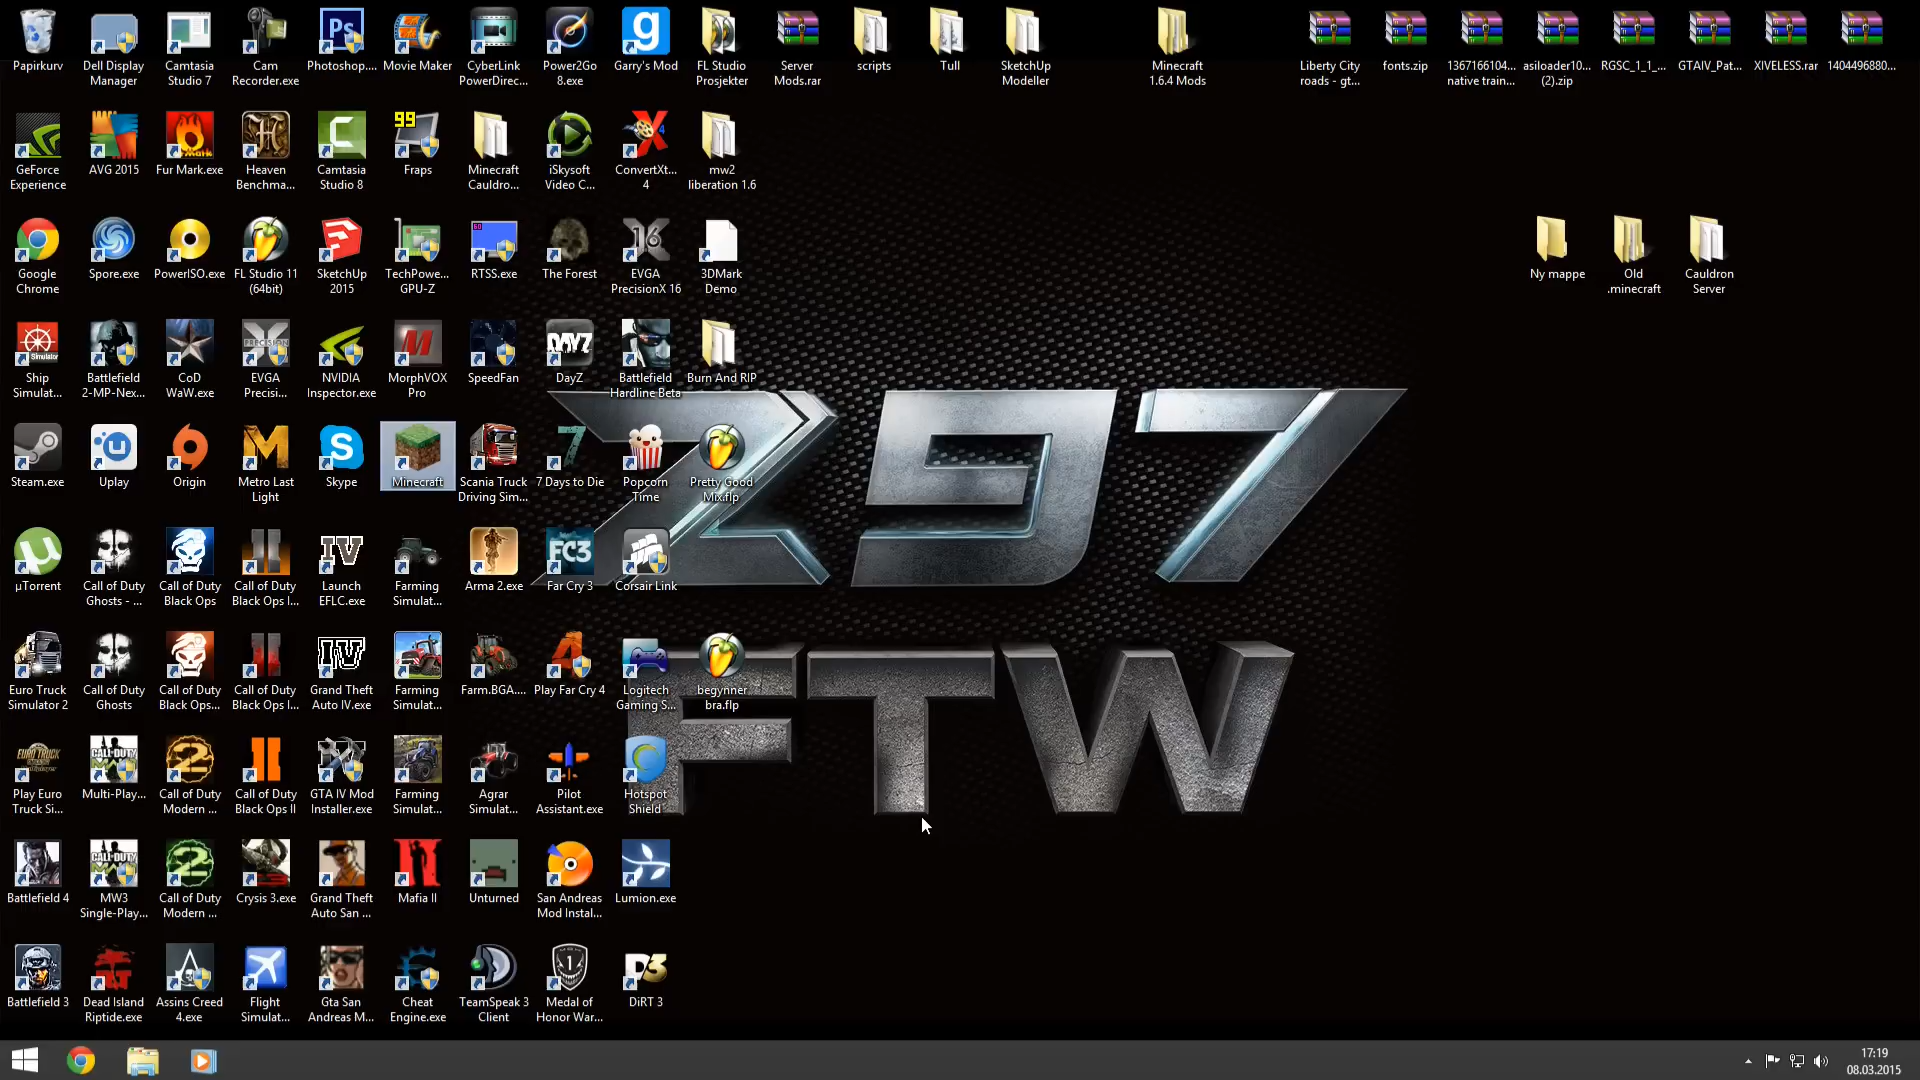 Papirkurv
Dell Display
Manager
Camtasia
Studio 7
Cam
Recorder.exe
Ps
Photoshop....
Movie Maker
CyberLink
PowerDirec...
Power2Go
8.exe
g
Garry's Mod
FL Studio
Prosjekter
Server
Mods.rar
scripts
Tull
SketchUp
Modeller
Minecraft
1.6.4 Mods
Liberty City
roads - gt...
fonts.zip
1367166104...
native train...
asiloader10...
(2).zip
RGSC_1_1_...
GTAIV_Pat...
XIVELESS.rar
1404496880...
GeForce
Experience
AVG 2015
Fur Mark.exe
Heaven
Benchma...
Camtasia
Studio 8
99
Fraps
Minecraft
Cauldro...
iSkysoft
Video C...
ConvertXt...
4
mw2
liberation 1.6
Google
Chrome
Spore.exe
PowerISO.exe
FL Studio 11
(64bit)
SketchUp
2015
TechPowe...
GPU-Z
RTSS.exe
The Forest
16
EVGA
PrecisionX 16
3DMark
Demo
Ny mappe
Old
.minecraft
Cauldron
Server
Ship
Simulat...
Battlefield
2-MP-Nex...
CoD
WaW.exe
EVGA
Precisi...
NVIDIA
Inspector.exe
MorphVOX
Pro
SpeedFan
DAYZ
DayZ
Battlefield
Hardline Beta
Burn And RIP
297
Steam.exe
Uplay
Origin
Metro Last
Light
Skype
Minecraft
Scania Truck
Driving Sim...
7 Days to Die
Popcorn
Time
Pretty Good
Mix.flp
µTorrent
Call of Duty
Ghosts - ...
Call of Duty
Black Ops
Call of Duty
Black Ops I...
IV
Launch
EFLC.exe
Farming
Simulat...
Arma 2.exe
FC3
Far Cry 3
Corsair Link
FTW
Euro Truck
Simulator 2
Call of Duty
Ghosts
Call of Duty
Black Ops...
Call of Duty
Black Ops I...
IV
Grand Theft
Auto IV.exe
Farming
Simulat...
Farm.BGA....
Play Far Cry 4
Logitech
Gaming S...
begynner
bra.flp
Play Euro
Truck Si...
Multi-Play...
Call of Duty
Modern ...
Call of Duty
Black Ops II
GTA IV Mod
Installer.exe
Farming
Simulat...
Agrar
Simulat...
Pilot
Assistant.exe
Hotspot
Shield
Battlefield 4
MW3
Single-Play...
Call of Duty
Modern ...
Crysis 3.exe
Grand Theft
Auto San ...
Mafia II
Unturned
San Andreas
Mod Instal...
Lumion.exe
Battlefield 3
Dead Island
Riptide.exe
Assins Creed
4.exe
Flight
Simulat...
Gta San
Andreas M...
Cheat
Engine.exe
TeamSpeak 3
Client
Medal of
Honor War...
D3
DiRT 3
17:19
08.03.2015